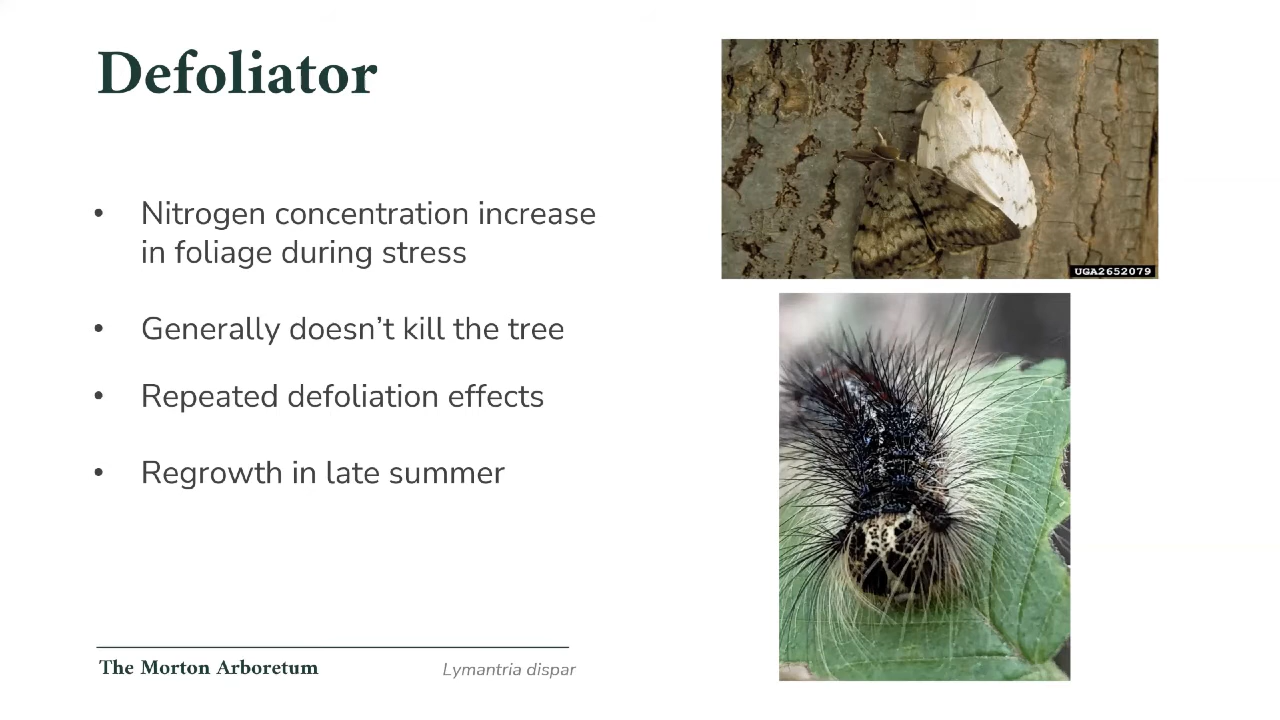 Defoliator
• Nitrogen concentration increase
in foliage during stress
• Generally doesn’t kill the tree
• Repeated defoliation effects
• Regrowth in late summer
UGA2652079
The Morton Arboretum
Lymantria dispar